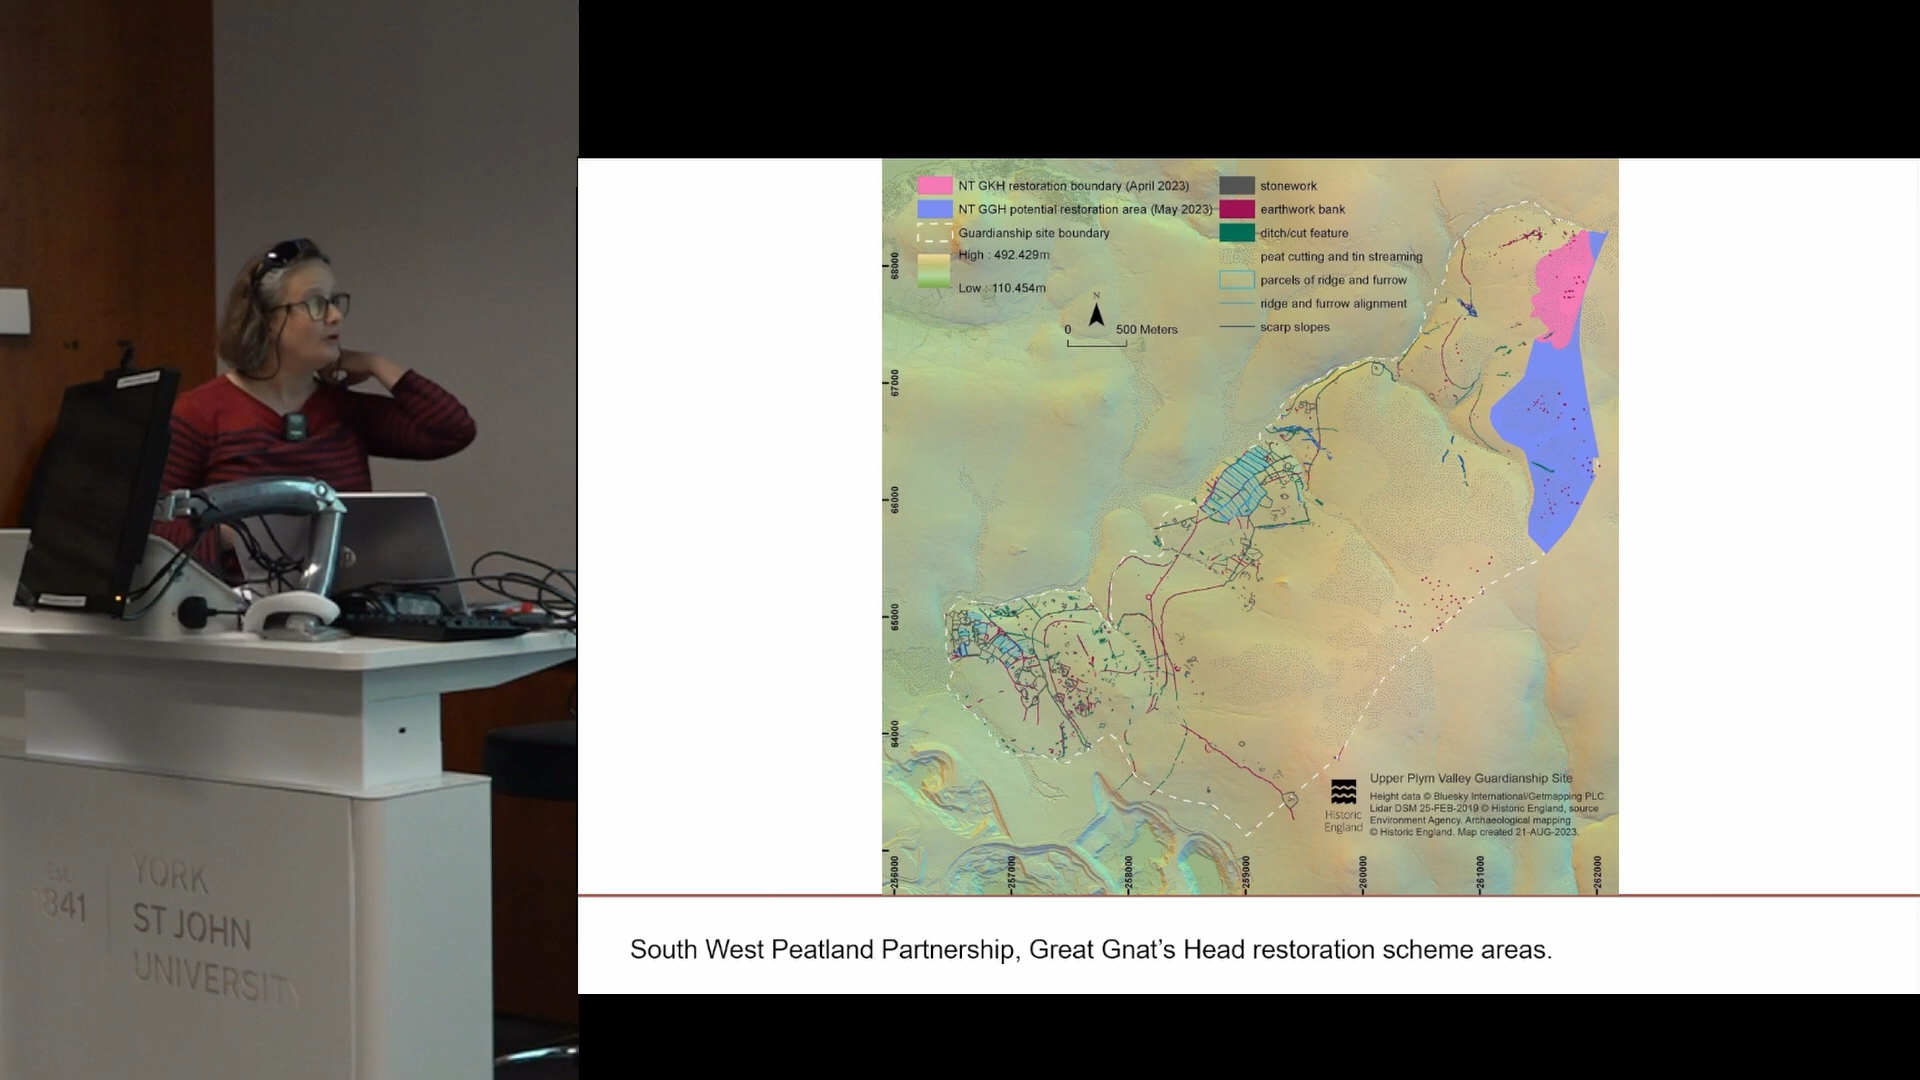 NT GKH restoration boundary (April 2023)
NT GGH potential restoration area (May 2023)
Guardianship site boundary
High : 492.429m
Low : 110.454m
N
0 500 Meters
stonework
earthwork bank
ditch/cut feature
peat cutting and tin streaming
parcels of ridge and furrow
ridge and furrow alignment
scarp slopes
68000
67000
66000
65000
64000
256000
257000
258000
259000
260000
261000
262000
Historic
England
Upper Plym Valley Guardianship Site
Height data © Bluesky International/Getmapping PLC.
Lidar DSM 25-FEB-2019 © Historic England, source
Environment Agency. Archaeological mapping
© Historic England. Map created 21-AUG-2023.
South West Peatland Partnership, Great Gnat's Head restoration scheme areas.
Est.
1841
YORK
ST JOHN
UNIVERSITY